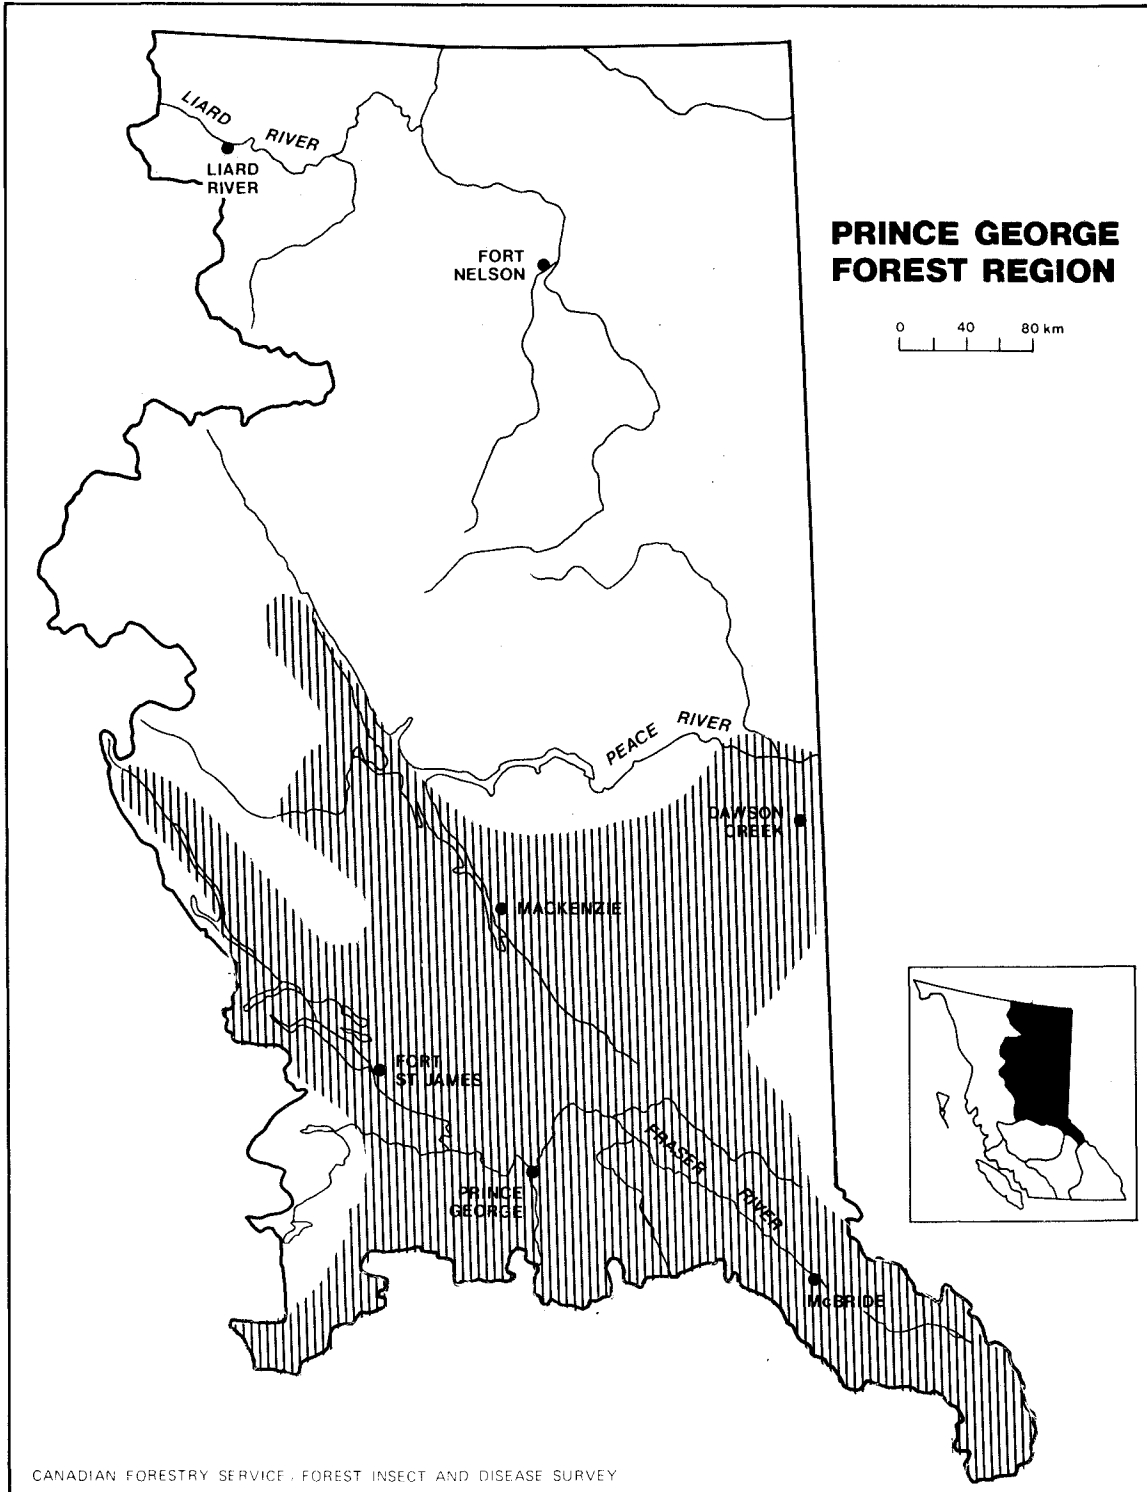 LIARD
RIVER
LIARD
RIVER
FORT
NELSON
PRINCE GEORGE
FOREST REGION
0 40 80 km
PEACE RIVER
DAWSON
CREEK
MACKENZIE
FORT
ST JAMES
FRASER
RIVER
PRINCE
GEORGE
McBRIDE
CANADIAN FORESTRY SERVICE, FOREST INSECT AND DISEASE SURVEY